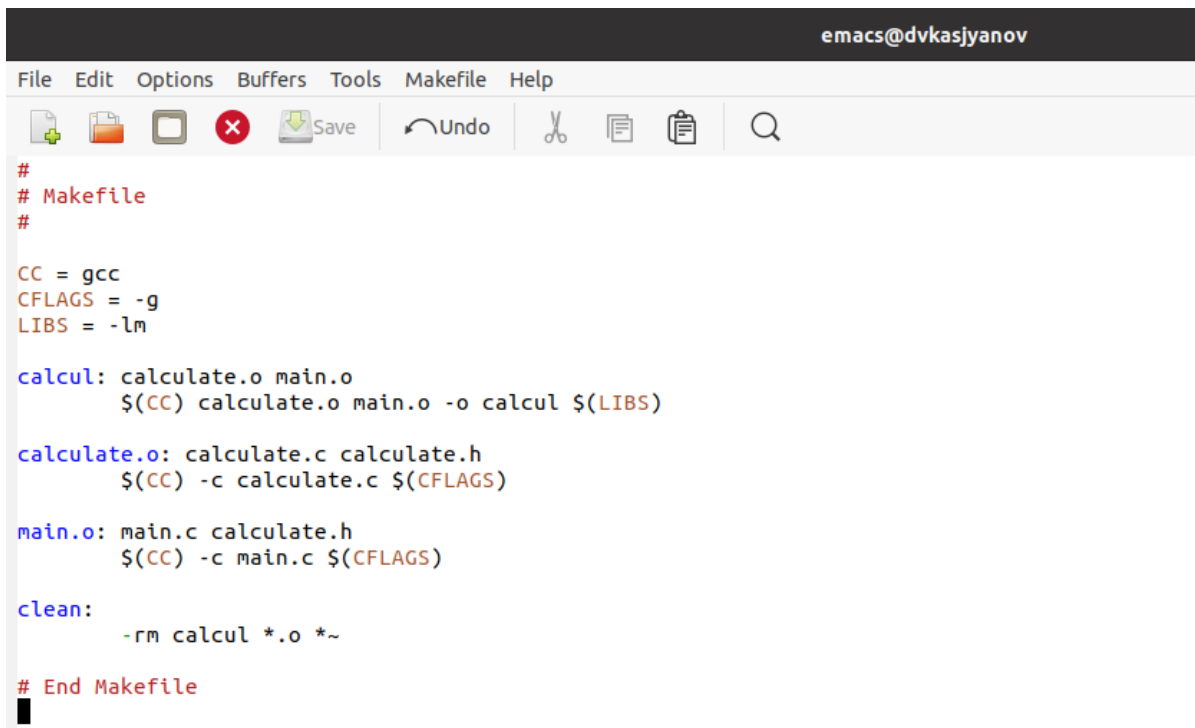 emacs@dvkasjyanov
File Edit Options Buffers Tools Makefile Help
Save Undo
#
# Makefile
#
CC = gcc
CFLAGS = -g
LIBS = -lm
calcul: calculate.o main.o
        $(CC) calculate.o main.o -o calcul $(LIBS)
calculate.o: calculate.c calculate.h
        $(CC) -c calculate.c $(CFLAGS)
main.o: main.c calculate.h
        $(CC) -c main.c $(CFLAGS)
clean:
        -rm calcul *.o *~
# End Makefile